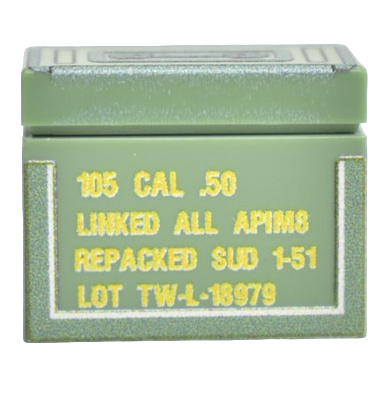 105 CAL .50
LINKED ALL APIM8
REPACKED SUD 1-51
LOT TW-L-18979